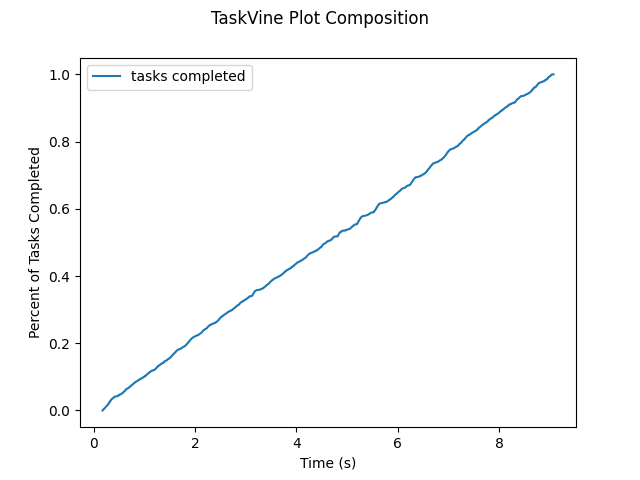 TaskVine Plot Composition
tasks completed
Percent of Tasks Completed
1.0
0.8
0.6
0.4
0.2
0.0
0 2 4 6 8
Time (s)